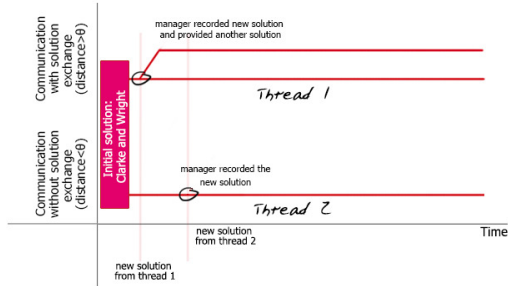 manager recorded new solution
and provided another solution
Communication
with solution
exchange
(distance>θ)
Thread 1
Initial solution:
Clarke and Wright
Communication
without solution
exchange
(distance<θ)
manager recorded the
new solution
Thread 2
Time
new solution
from thread 2
new solution
from thread 1